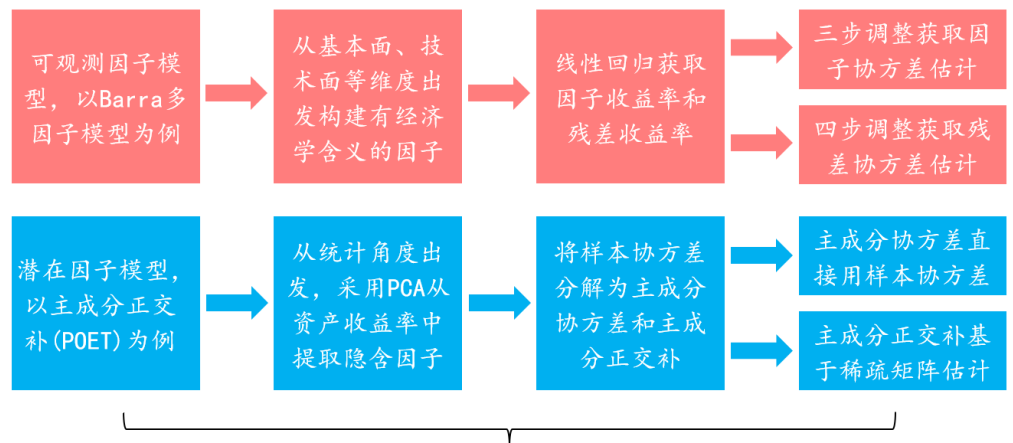 可观测因子模
型，以Barra多
因子模型为例
从基本面、技
术面等维度出
发构建有经济
学含义的因子
线性回归获取
因子收益率和
残差收益率
三步调整获取因
子协方差估计
四步调整获取残
差协方差估计
潜在因子模型，
以主成分正交
补(POET)为例
从统计角度出
发，采用PCA从
资产收益率中
提取隐含因子
将样本协方差
分解为主成分
协方差和主成
分正交补
主成分协方差直
接用样本协方差
主成分正交补基
于稀疏矩阵估计